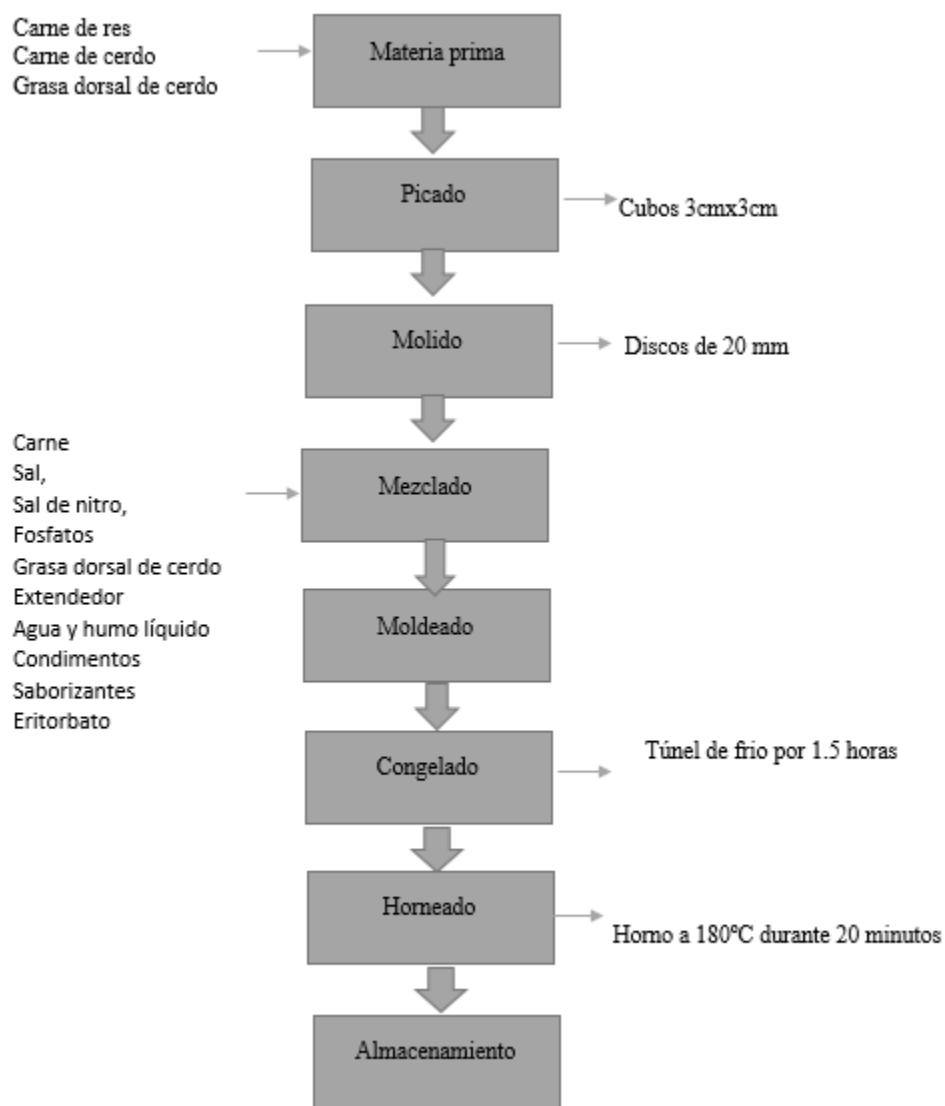 Carne de res
Carne de cerdo
Grasa dorsal de cerdo
Materia prima
Picado
Cubos 3cmx3cm
Molido
Discos de 20 mm
Carne
Sal,
Sal de nitro,
Fosfatos
Grasa dorsal de cerdo
Extendedor
Agua y humo líquido
Condimentos
Saborizantes
Eritorbato
Mezclado
Moldeado
Congelado
Túnel de frio por 1.5 horas
Horneado
Horno a 180ºC durante 20 minutos
Almacenamiento